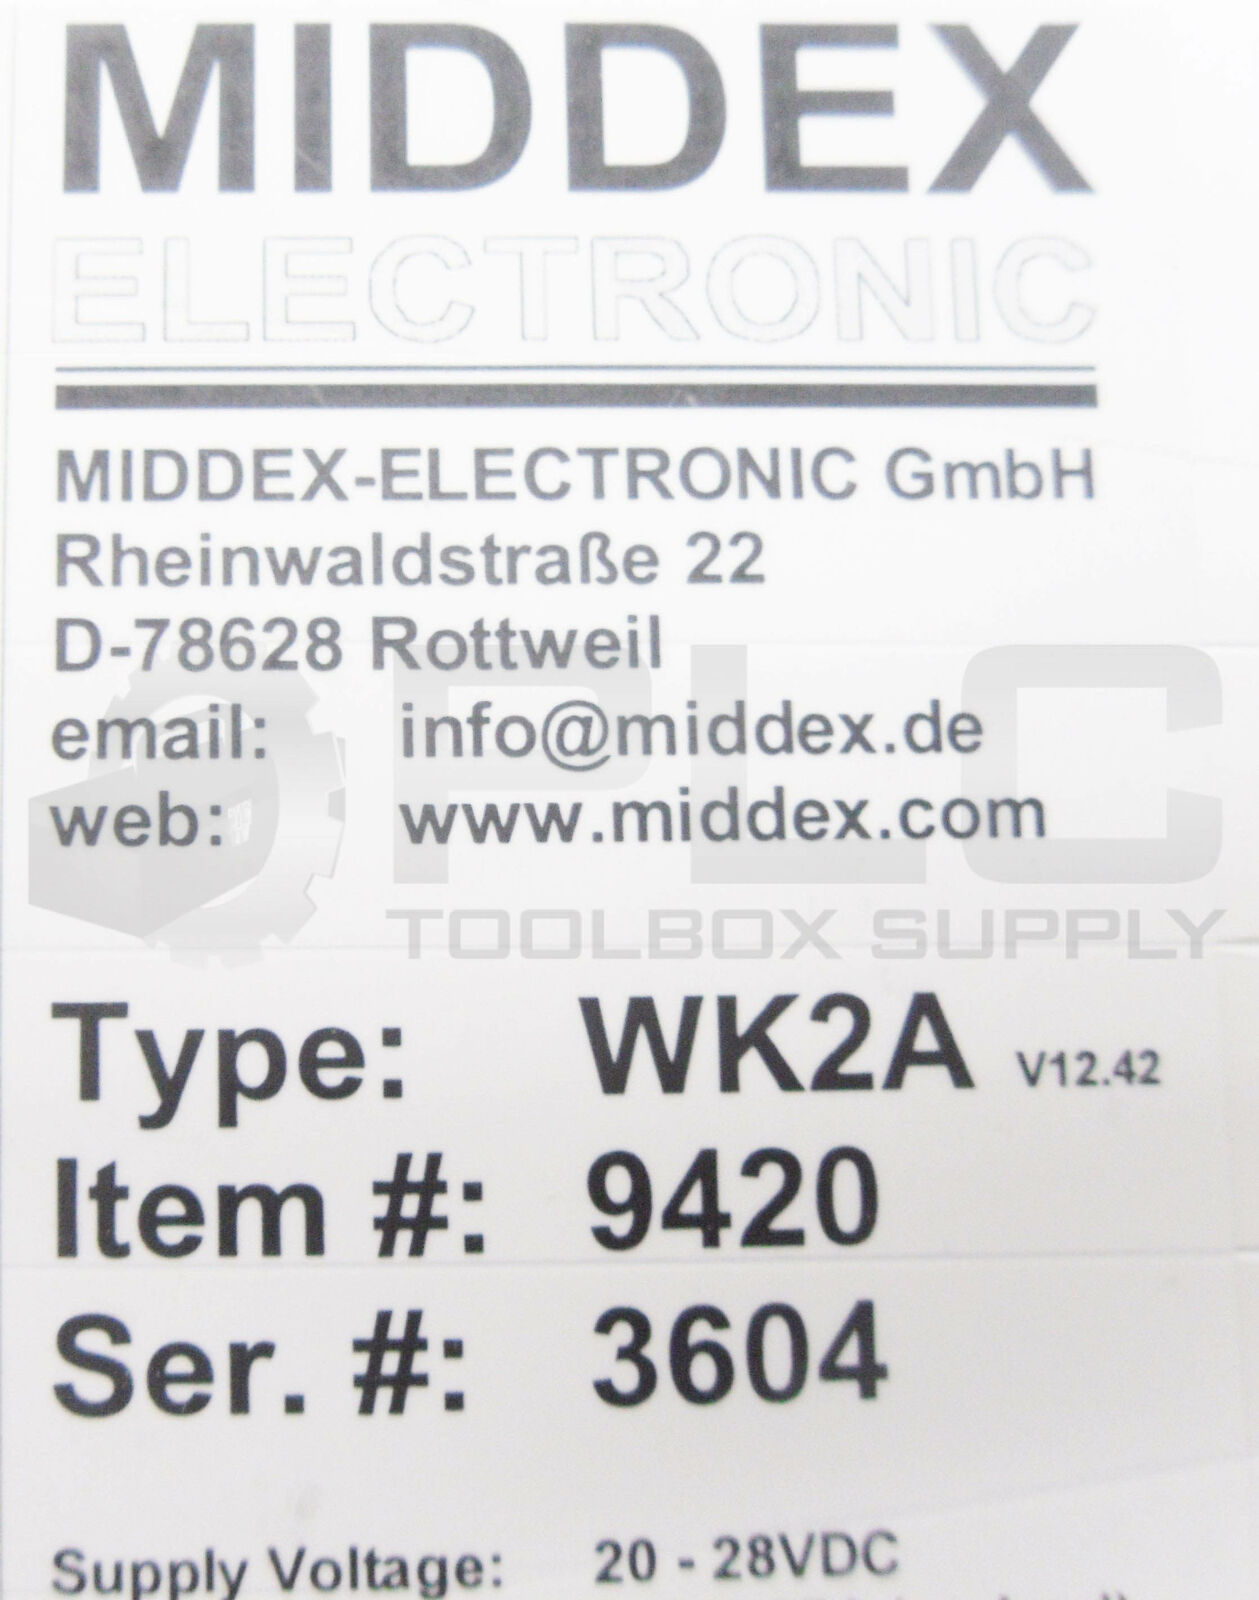 MIDDEX
ELECTRONIC
MIDDEX-ELECTRONIC GmbH
Rheinwaldstraße 22
D-78628 Rottweil
email: info@middex.de
web: www.middex.com
PLC
TOOLBOX SUPPLY
Type: WK2A V12.42
Item #: 9420
Ser. #: 3604
Supply Voltage: 20 - 28VDC